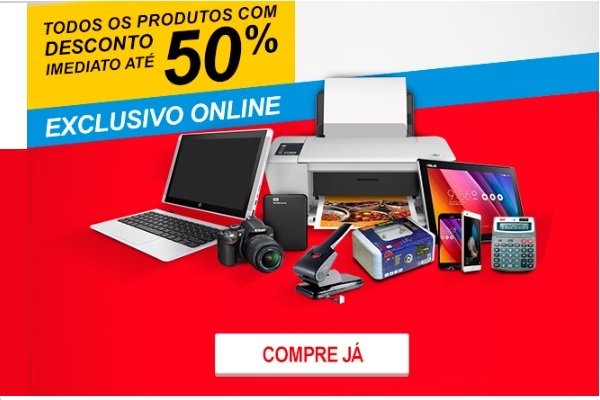 TODOS OS PRODUTOS COM
DESCONTO
IMEDIATO ATÉ
50%
EXCLUSIVO ONLINE
COMPRE JÁ